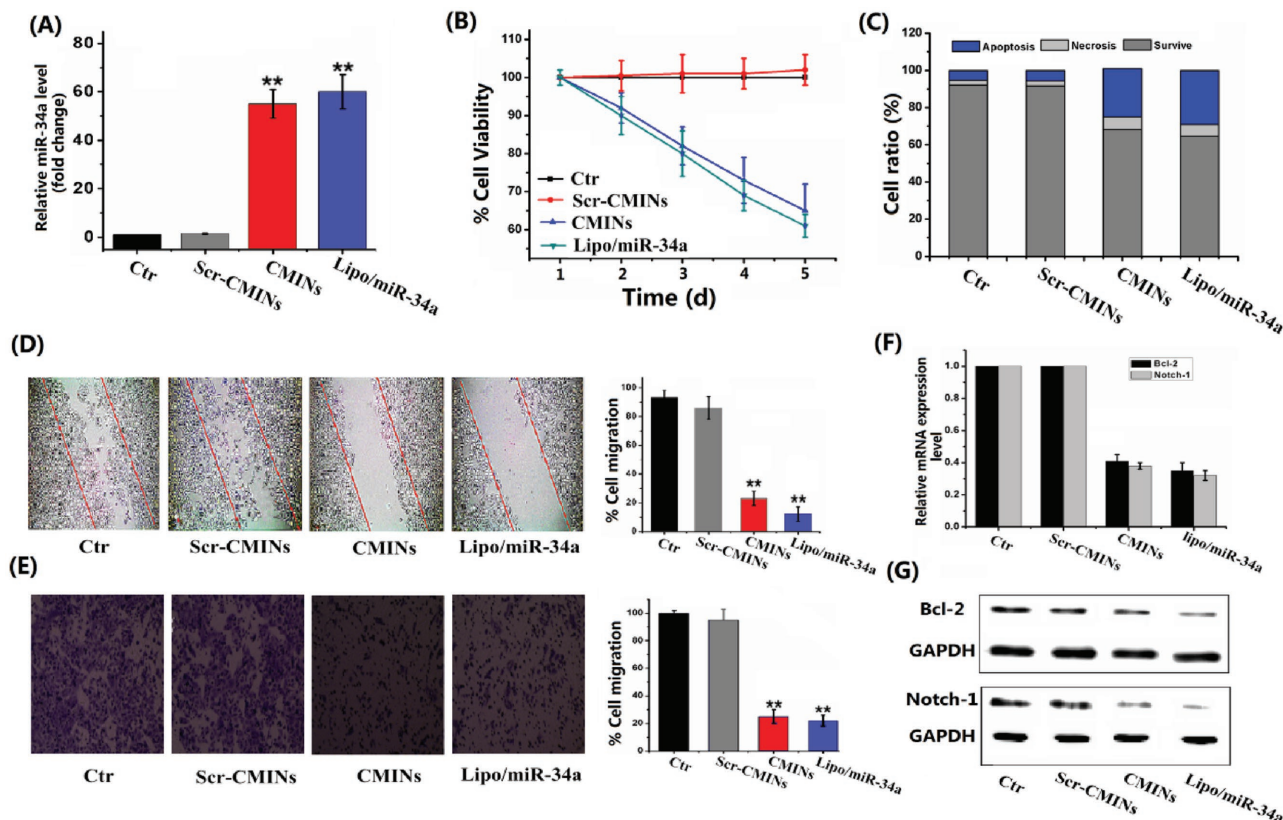 (A)
Relative miR-34a level
(fold change)
80
60
40
20
0
**
**
Ctr
Scr-CMINs
CMINs
Lipo/miR-34a
(B)
% Cell Viability
110
100
90
80
70
60
Ctr
Scr-CMINs
CMINs
Lipo/miR-34a
1
2
3
4
5
Time (d)
(C)
Cell ratio (%)
120
100
80
60
40
20
0
Apoptosis
Necrosis
Survive
Ctr
Scr-CMINs
CMINs
Lipo/miR-34a
(D)
Ctr
Scr-CMINs
CMINs
Lipo/miR-34a
% Cell migration
100
80
60
40
20
0
**
**
Ctr
Scr-CMINs
CMINs
Lipo/miR-34a
(E)
Ctr
Scr-CMINs
CMINs
Lipo/miR-34a
% Cell migration
100
80
60
40
20
0
**
**
Ctr
Scr-CMINs
CMINs
Lipo/miR-34a
(F)
Relative mRNA expression
level
1.0
0.8
0.6
0.4
0.2
0.0
Bcl-2
Notch-1
Ctr
Scr-CMINs
CMINs
lipo/miR-34a
(G)
Bcl-2
GAPDH
Notch-1
GAPDH
Ctr
Scr-CMINs
CMINs
Lipo/miR-34a